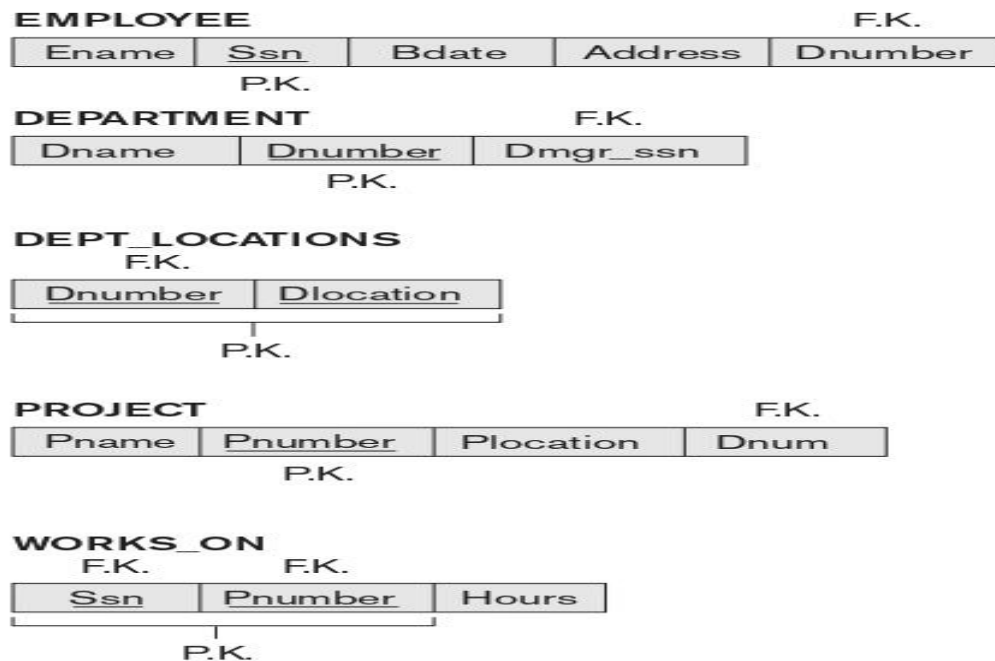 EMPLOYEE F.K.
Ename Ssn Bdate Address Dnumber
P.K.
DEPARTMENT F.K.
Dname Dnumber Dmgr_ssn
P.K.
DEPT_LOCATIONS
F.K.
Dnumber Dlocation
P.K.
PROJECT F.K.
Pname Pnumber Plocation Dnum
P.K.
WORKS_ON
F.K. F.K.
Ssn Pnumber Hours
P.K.